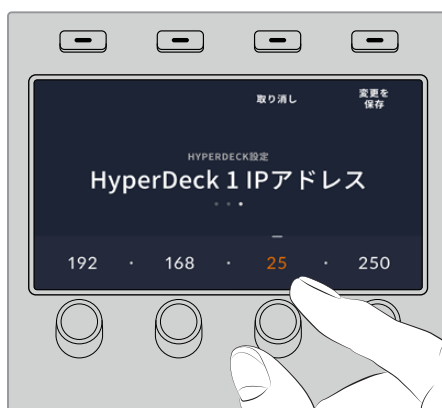 取り消し
変更を
保存
HYPERDECK設定
HyperDeck 1 IPアドレス
192 · 168 · 25 · 250